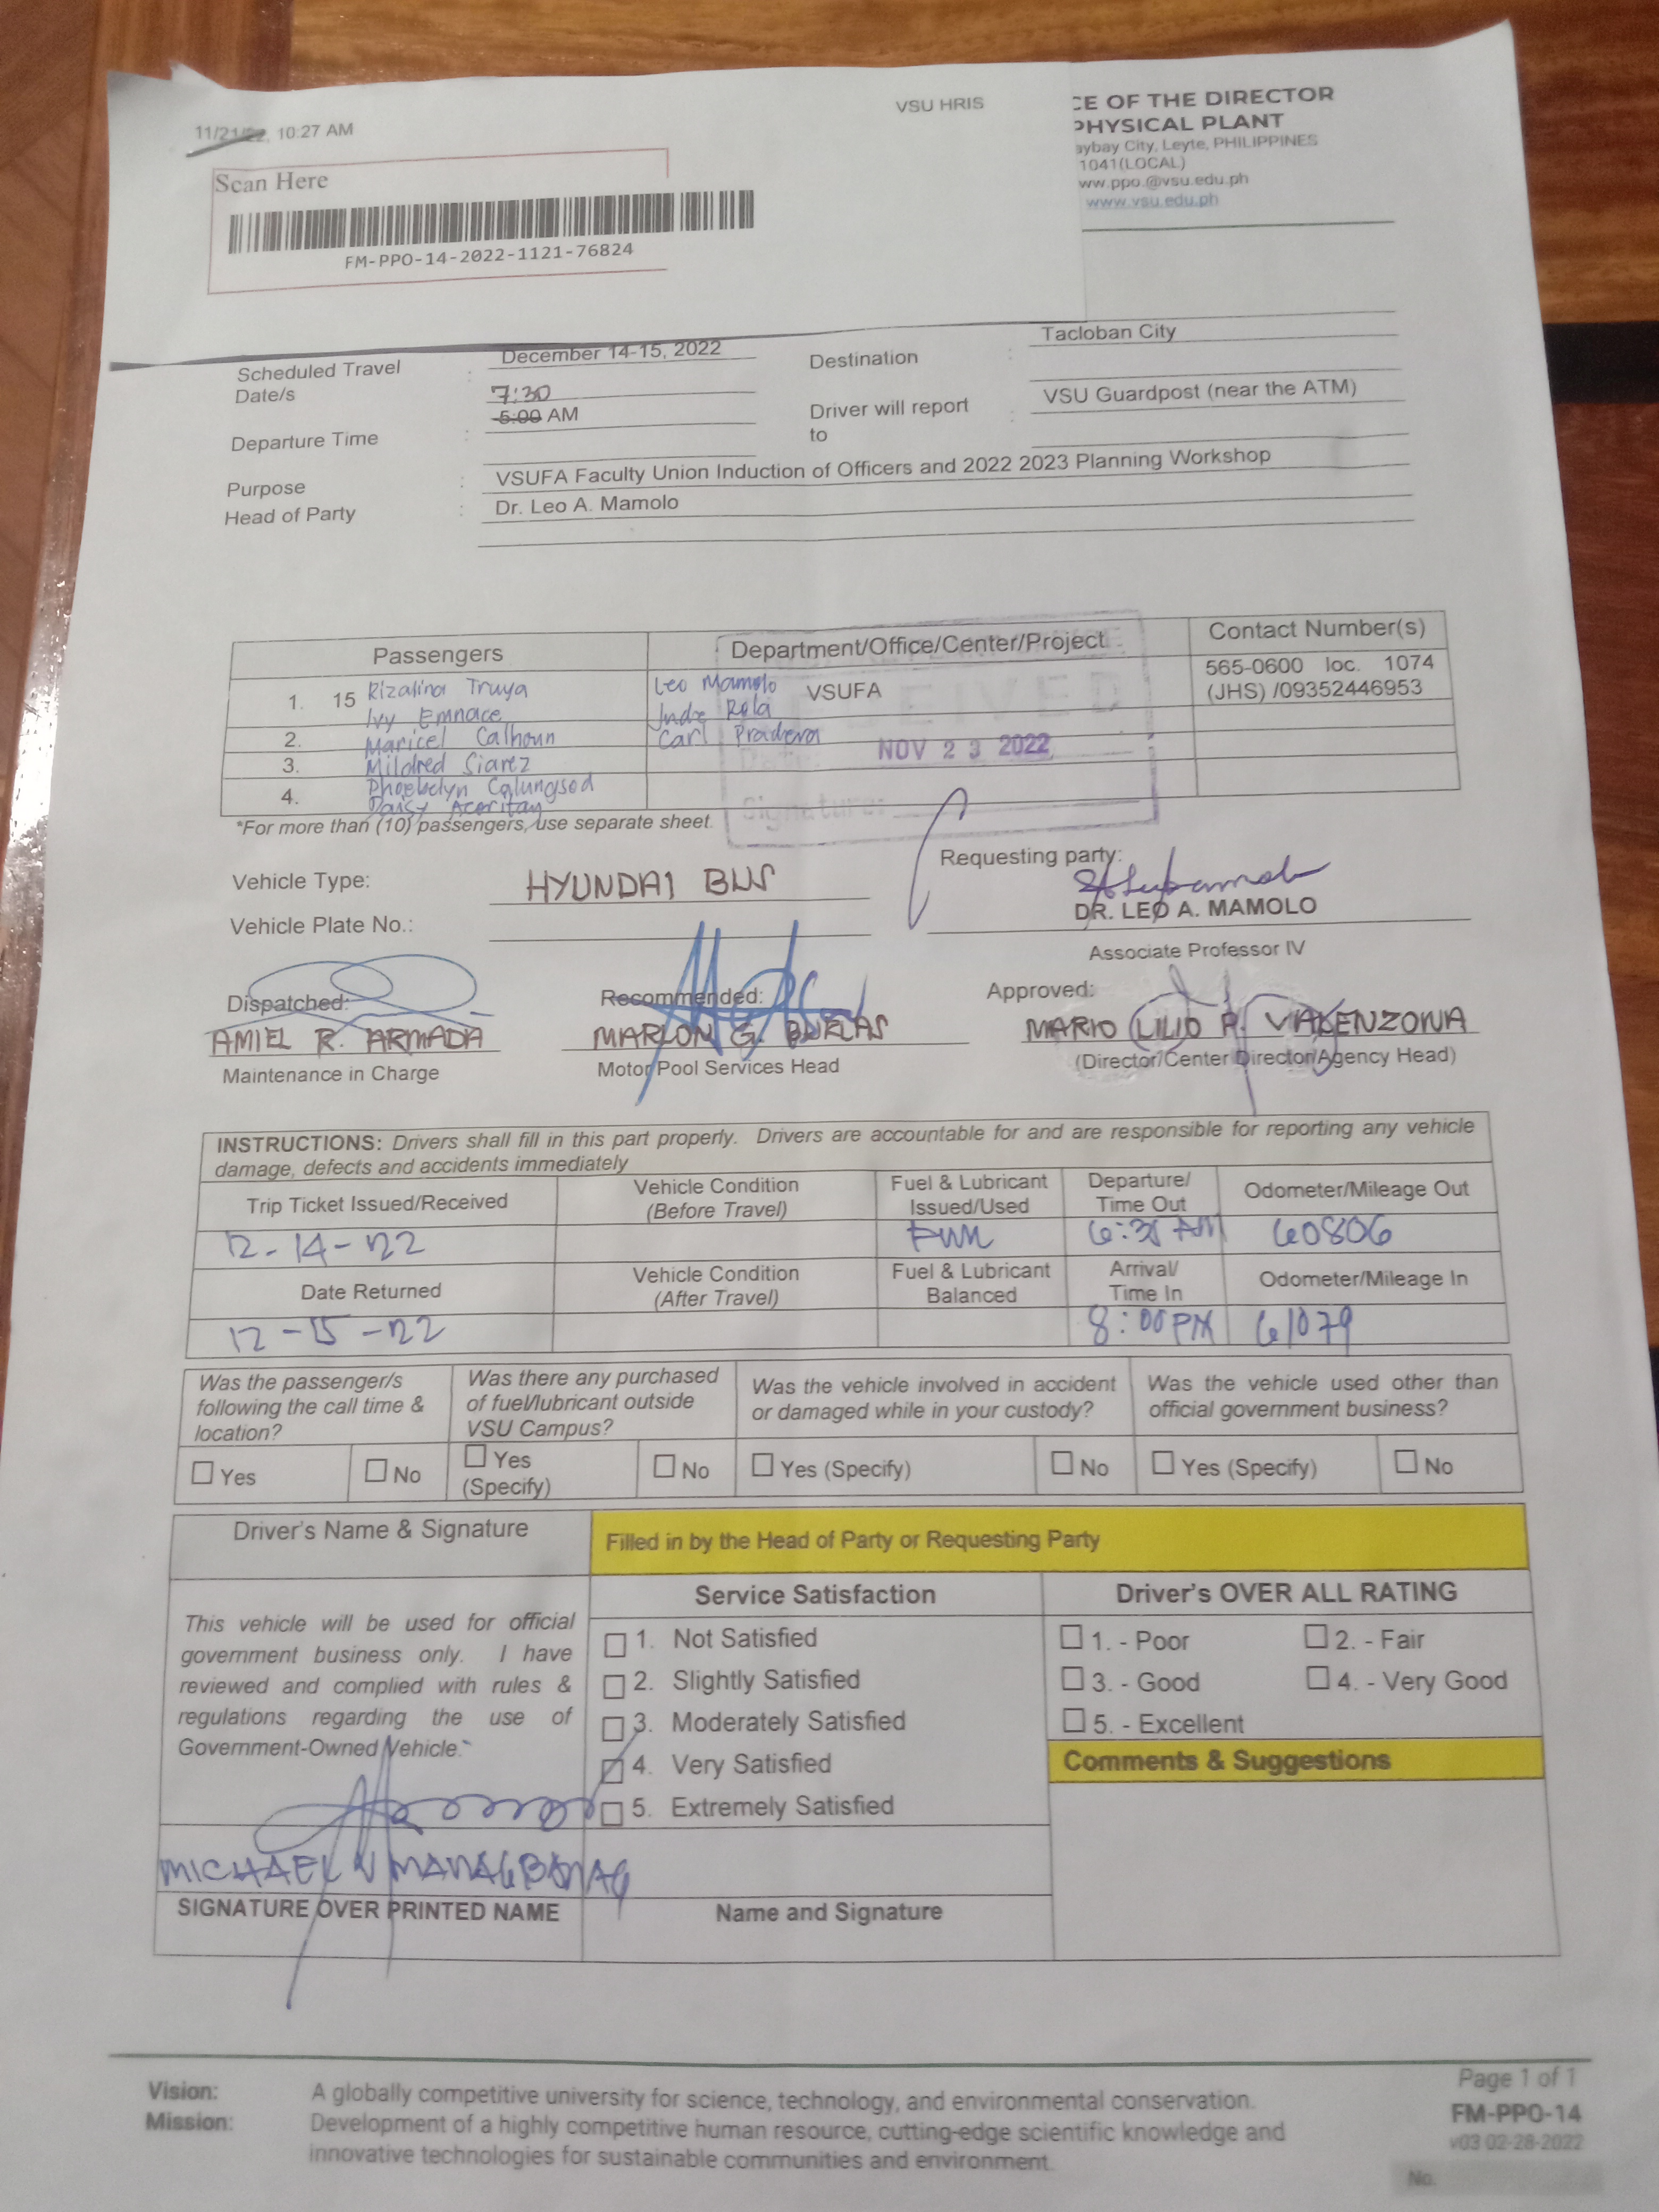 11/21/22, 10:27 AM
VSU HRIS
CE OF THE DIRECTOR
PHYSICAL PLANT
aybay City, Leyte, PHILIPPINES
1041(LOCAL)
ww.ppo.@vsu.edu.ph
www.vsu.edu.ph
Scan Here
FM-PPO-14-2022-1121-76824
Scheduled Travel Date/s : December 14-15, 2022
Destination : Tacloban City
7:30
Departure Time : 5:00 AM
Driver will report to : VSU Guardpost (near the ATM)
Purpose : VSUFA Faculty Union Induction of Officers and 2022 2023 Planning Workshop
Head of Party : Dr. Leo A. Mamolo
Passengers Department/Office/Center/Project Contact Number(s)
1. 15 Rizalina Truya Leo Mamolo VSUFA 565-0600 loc. 1074
Ivy Emnace Jude Rola (JHS) /09352446953
2. Maricel Calhoun Carl Pradera
3. Mildred Siarez
4. Phoebelyn Calungsod
Daisy
RECEIVED
Date: NOV 23 2022
Signature:
*For more than (10) passengers, use separate sheet.
Vehicle Type: HYUNDAI BUS
Requesting party:
Vehicle Plate No.:
DR. LEO A. MAMOLO
Associate Professor IV
Dispatched: Recommended: Approved:
AMIEL R. ARMADA MARLON G. MARIO LILIO P. VALENZONA
Maintenance in Charge Motor Pool Services Head (Director/Center Director/Agency Head)
INSTRUCTIONS: Drivers shall fill in this part properly. Drivers are accountable for and are responsible for reporting any vehicle
damage, defects and accidents immediately
Trip Ticket Issued/Received Vehicle Condition (Before Travel) Fuel & Lubricant Issued/Used Departure/ Time Out Odometer/Mileage Out
12-14-22 Full AM 60806
Date Returned Vehicle Condition (After Travel) Fuel & Lubricant Balanced Arrival/ Time In Odometer/Mileage In
12-15-22 8:00 PM 61079
Was the passenger/s following the call time & location?
Was there any purchased of fuel/lubricant outside VSU Campus?
Was the vehicle involved in accident or damaged while in your custody?
Was the vehicle used other than official government business?
Yes No Yes (Specify) No Yes (Specify) No Yes (Specify) No
Driver's Name & Signature
Filled in by the Head of Party or Requesting Party
Service Satisfaction
Driver's OVER ALL RATING
This vehicle will be used for official
government business only. I have
reviewed and complied with rules &
regulations regarding the use of
Government-Owned Vehicle.
1. Not Satisfied
2. Slightly Satisfied
3. Moderately Satisfied
4. Very Satisfied
5. Extremely Satisfied
1. - Poor 2. - Fair
3. - Good 4. - Very Good
5. - Excellent
Comments & Suggestions
MICHAEL V MANAGBANAG
SIGNATURE OVER PRINTED NAME
Name and Signature
Vision: A globally competitive university for science, technology, and environmental conservation.
Mission: Development of a highly competitive human resource, cutting-edge scientific knowledge and
innovative technologies for sustainable communities and environment.
Page 1 of 1
FM-PPO-14
v03 02-28-2022
No.